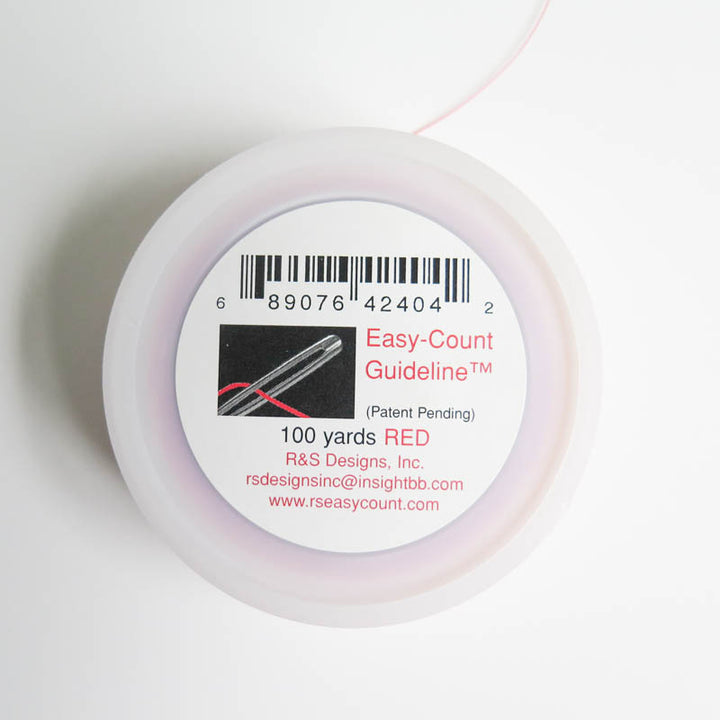 6 89076 42404 2
Easy-Count
Guideline™
(Patent Pending)
100 yards RED
R&S Designs, Inc.
rsdesignsinc@insightbb.com
www.rseasycount.com